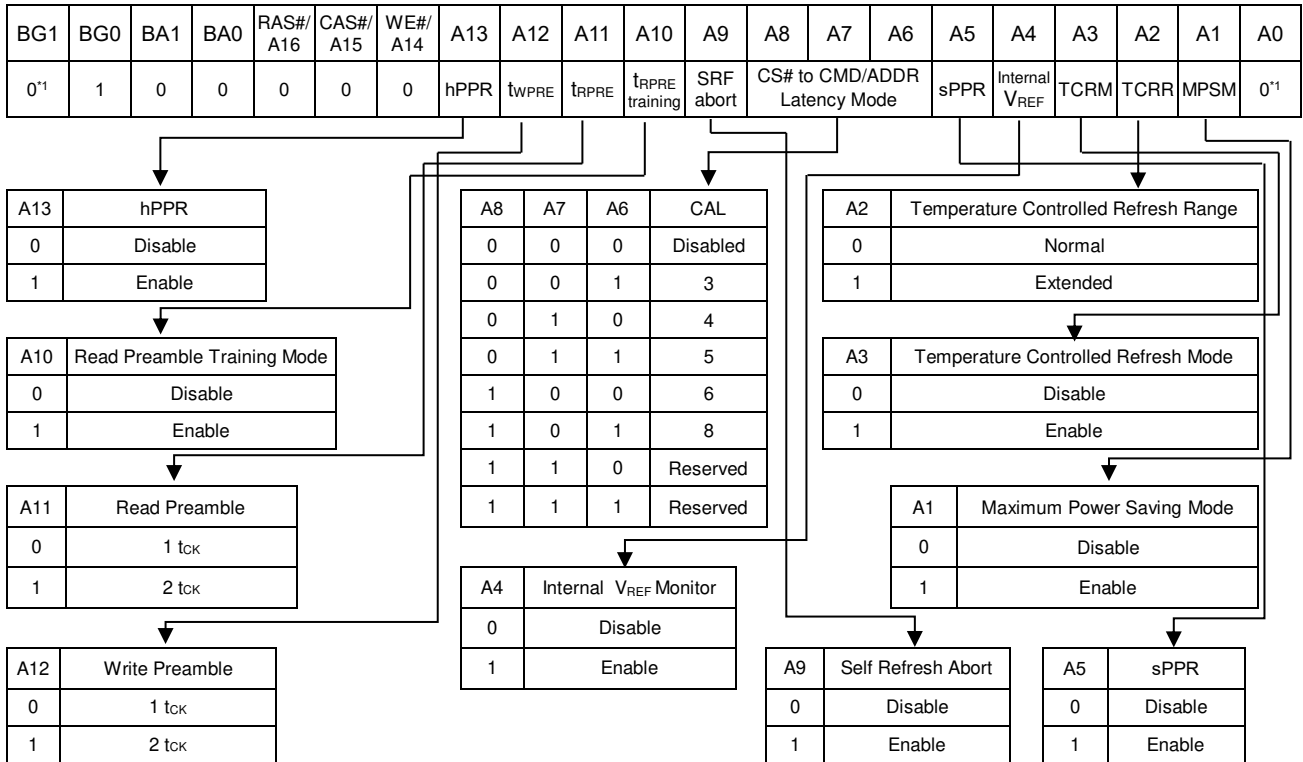 BG1 BG0 BA1 BA0 RAS#/ A16 CAS#/ A15 WE#/ A14 A13 A12 A11 A10 A9 A8 A7 A6 A5 A4 A3 A2 A1 A0
0*1 1 0 0 0 0 0 hPPR tWPRE tRPRE tRPRE training SRF abort CS# to CMD/ADDR Latency Mode sPPR Internal VREF TCRM TCRR MPSM 0*1
A13 hPPR
0 Disable
1 Enable
A10 Read Preamble Training Mode
0 Disable
1 Enable
A11 Read Preamble
0 1 tCK
1 2 tCK
A12 Write Preamble
0 1 tCK
1 2 tCK
A8 A7 A6 CAL
0 0 0 Disabled
0 0 1 3
0 1 0 4
0 1 1 5
1 0 0 6
1 0 1 8
1 1 0 Reserved
1 1 1 Reserved
A4 Internal VREF Monitor
0 Disable
1 Enable
A2 Temperature Controlled Refresh Range
0 Normal
1 Extended
A3 Temperature Controlled Refresh Mode
0 Disable
1 Enable
A1 Maximum Power Saving Mode
0 Disable
1 Enable
A9 Self Refresh Abort
0 Disable
1 Enable
A5 sPPR
0 Disable
1 Enable